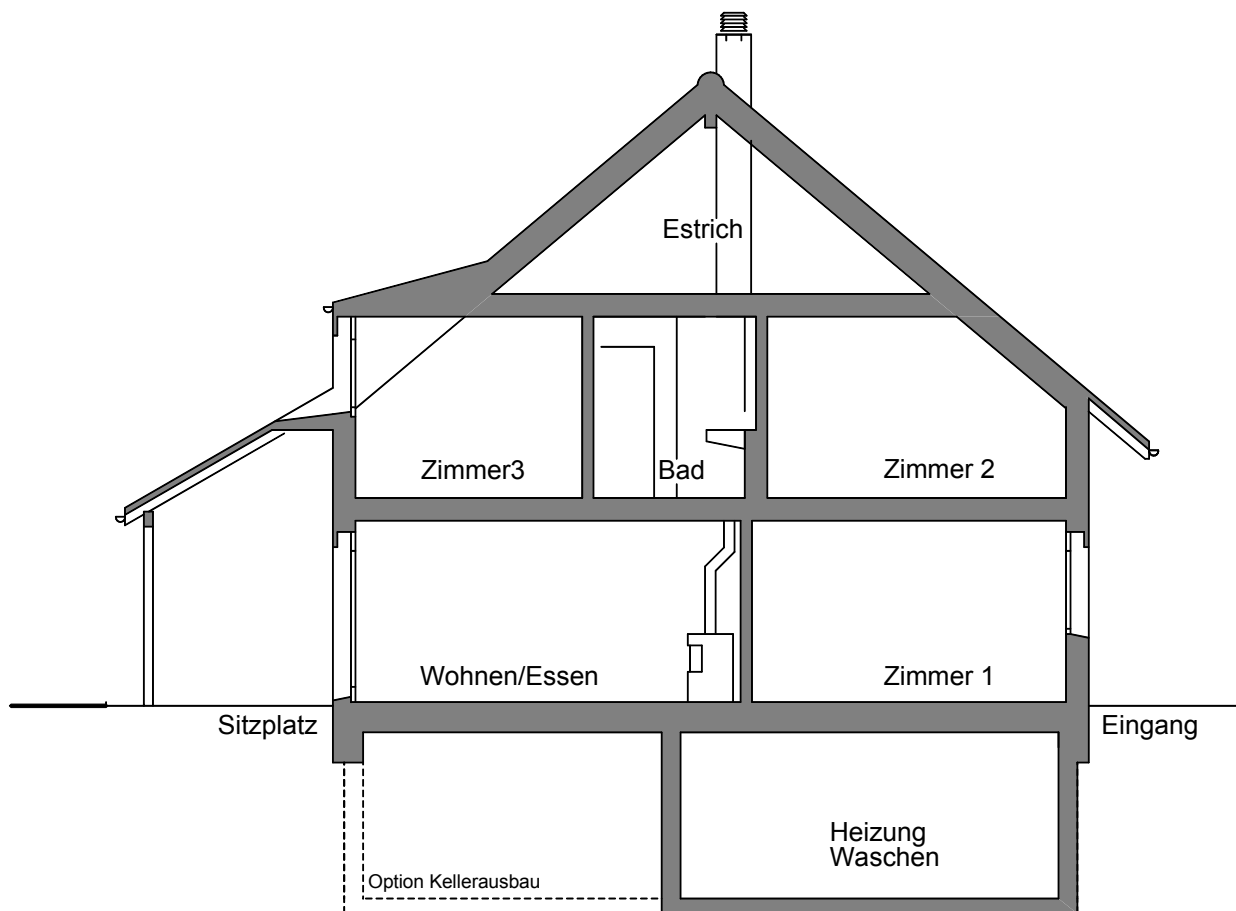 Estrich
Zimmer3
Bad
Zimmer 2
Wohnen/Essen
Zimmer 1
Sitzplatz
Eingang
Heizung
Waschen
Option Kellerausbau